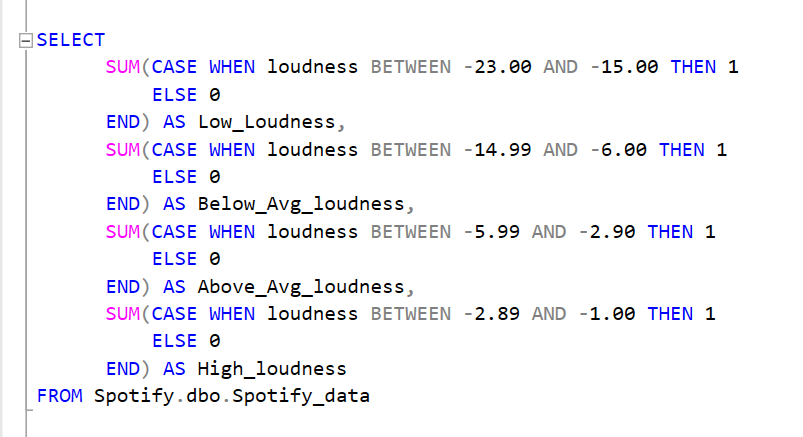 SELECT
SUM(CASE WHEN loudness BETWEEN -23.00 AND -15.00 THEN 1
ELSE 0
END) AS Low_Loudness,
SUM(CASE WHEN loudness BETWEEN -14.99 AND -6.00 THEN 1
ELSE 0
END) AS Below_Avg_loudness,
SUM(CASE WHEN loudness BETWEEN -5.99 AND -2.90 THEN 1
ELSE 0
END) AS Above_Avg_loudness,
SUM(CASE WHEN loudness BETWEEN -2.89 AND -1.00 THEN 1
ELSE 0
END) AS High_loudness
FROM Spotify.dbo.Spotify_data